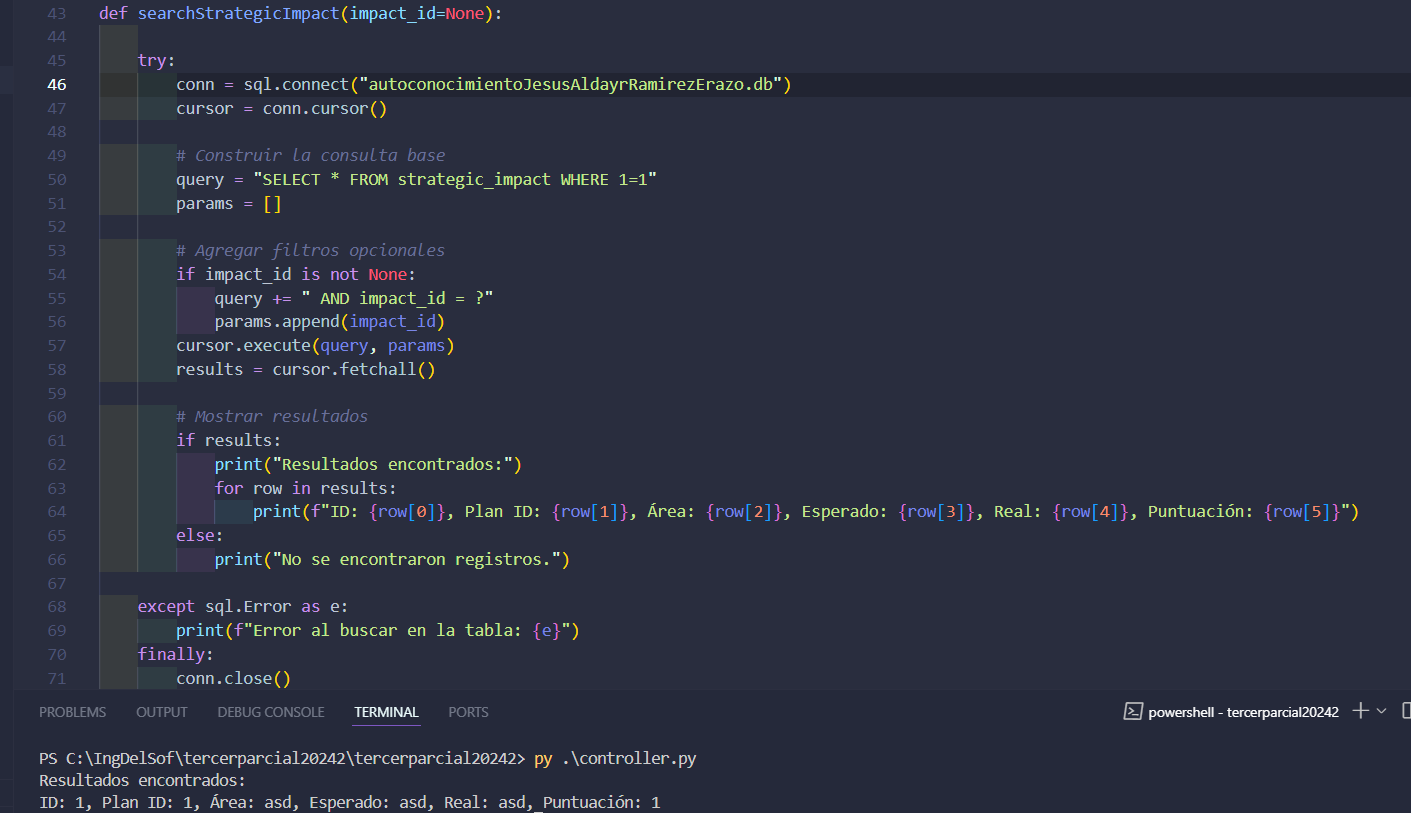 43 def searchStrategicImpact(impact_id=None):
44
45 try:
46 conn = sql.connect("autoconocimientoJesusAldayrRamirezErazo.db")
47 cursor = conn.cursor()
48
49 # Construir la consulta base
50 query = "SELECT * FROM strategic_impact WHERE 1=1"
51 params = []
52
53 # Agregar filtros opcionales
54 if impact_id is not None:
55 query += " AND impact_id = ?"
56 params.append(impact_id)
57 cursor.execute(query, params)
58 results = cursor.fetchall()
59
60 # Mostrar resultados
61 if results:
62 print("Resultados encontrados:")
63 for row in results:
64 print(f"ID: {row[0]}, Plan ID: {row[1]}, Área: {row[2]}, Esperado: {row[3]}, Real: {row[4]}, Puntuación: {row[5]}")
65 else:
66 print("No se encontraron registros.")
67
68 except sql.Error as e:
69 print(f"Error al buscar en la tabla: {e}")
70 finally:
71 conn.close()
PROBLEMS OUTPUT DEBUG CONSOLE TERMINAL PORTS powershell - tercerparcial20242
PS C:\IngDelSof\tercerparcial20242\tercerparcial20242> py .\controller.py
Resultados encontrados:
ID: 1, Plan ID: 1, Área: asd, Esperado: asd, Real: asd, Puntuación: 1